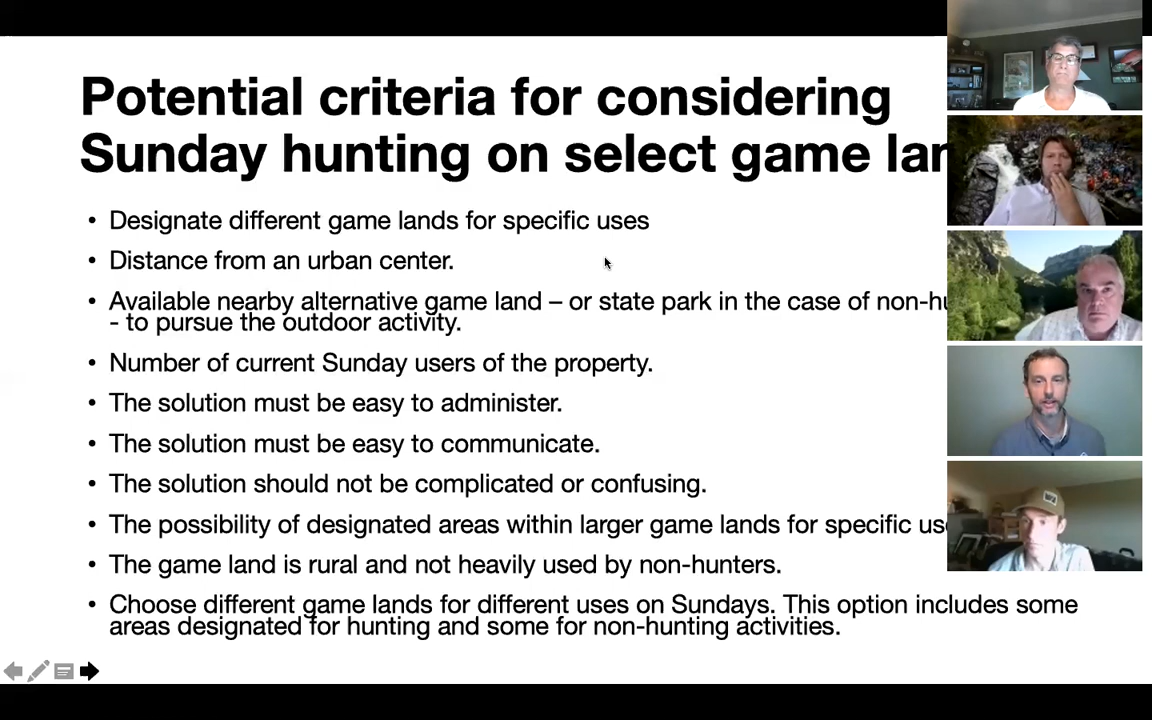 Potential criteria for considering
Sunday hunting on select game
• Designate different game lands for specific uses
• Distance from an urban center.
• Available nearby alternative game land – or state park in the case of
- to pursue the outdoor activity.
• Number of current Sunday users of the property.
• The solution must be easy to administer.
• The solution must be easy to communicate.
• The solution should not be complicated or confusing.
• The possibility of designated areas within larger game lands for specific
• The game land is rural and not heavily used by non-hunters.
• Choose different game lands for different uses on Sundays. This option includes some
areas designated for hunting and some for non-hunting activities.